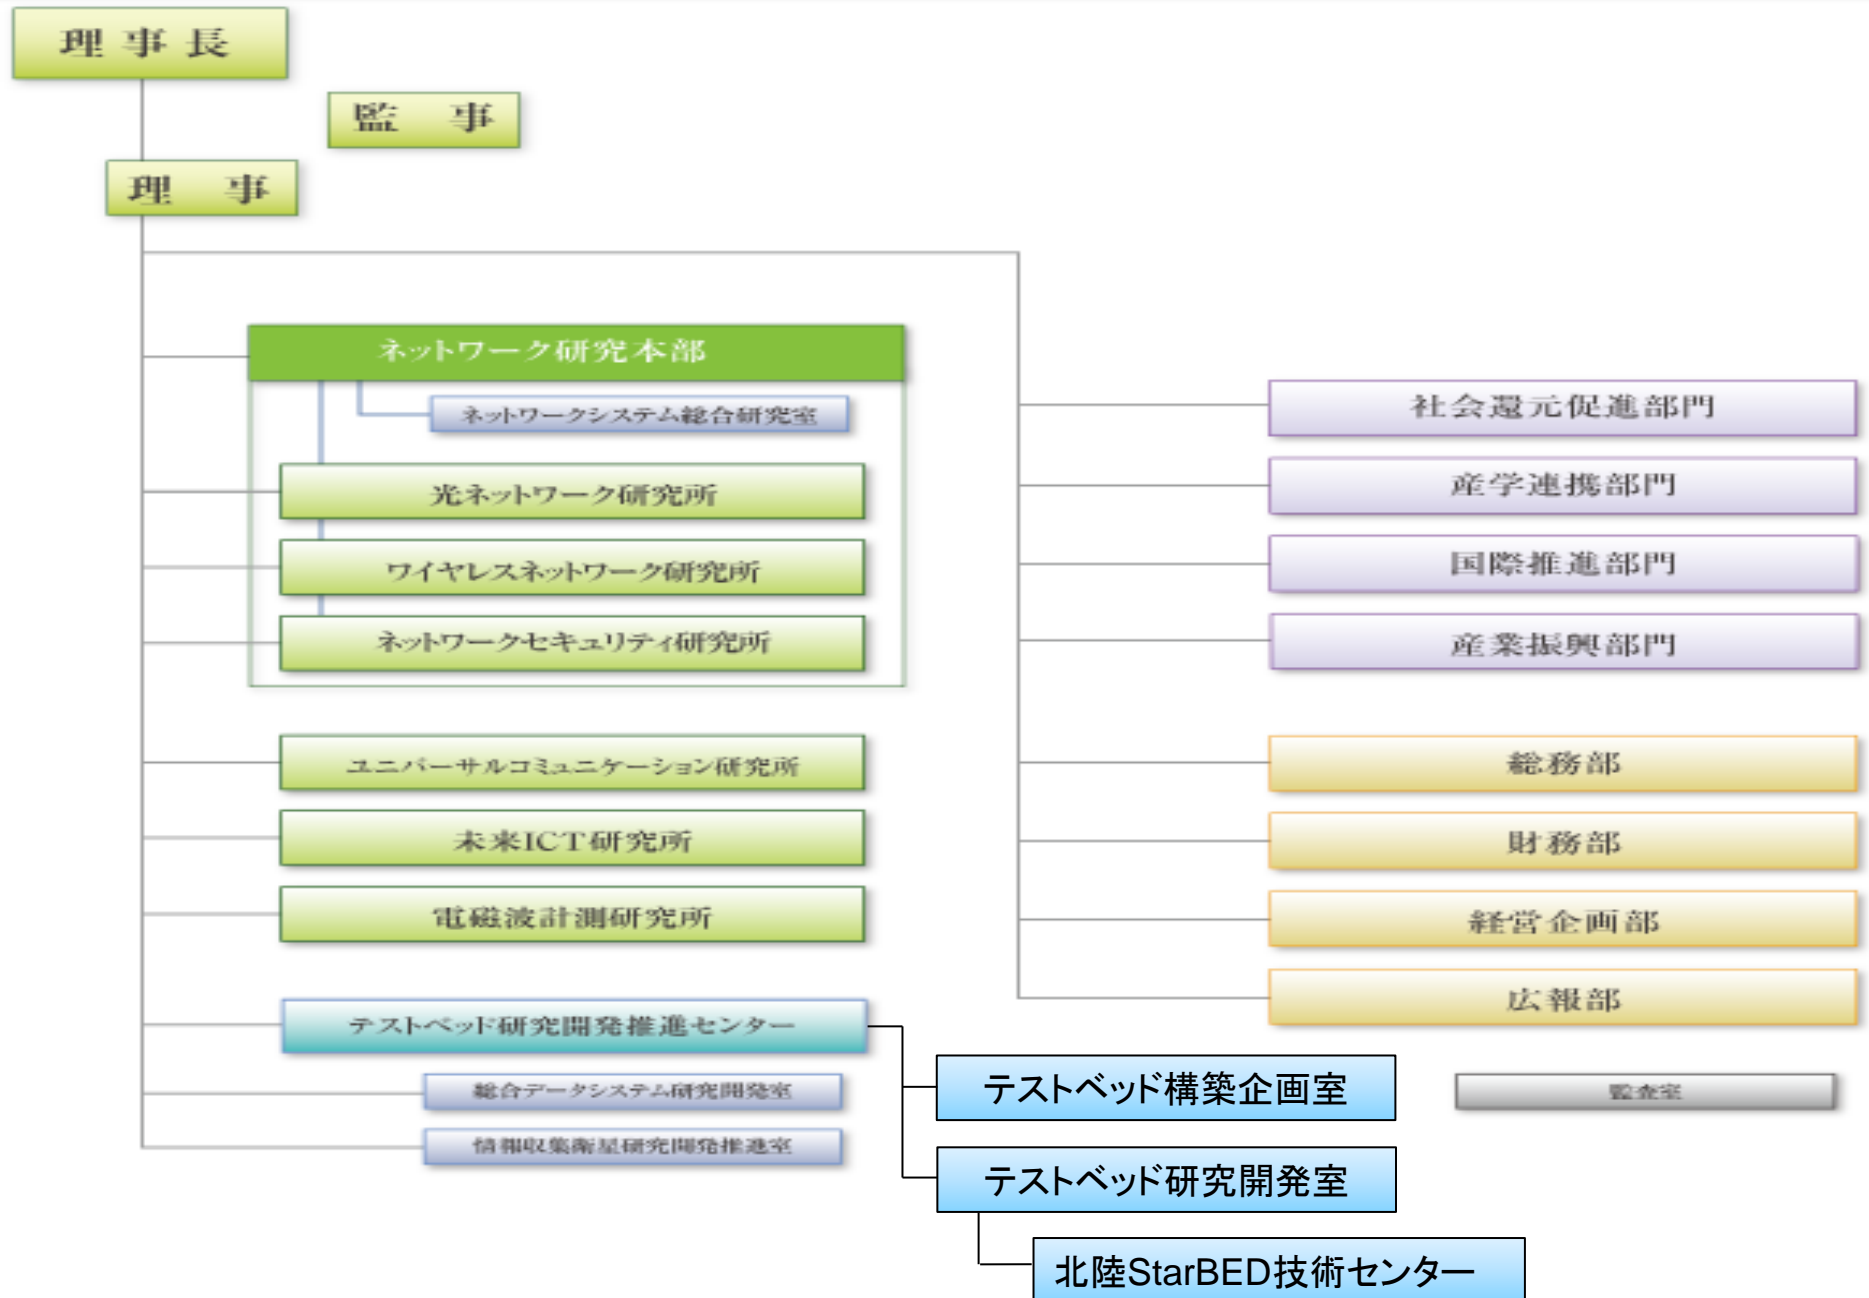 理事長
監　事
理　事
ネットワーク研究本部
ネットワークシステム総合研究室
光ネットワーク研究所
ワイヤレスネットワーク研究所
ネットワークセキュリティ研究所
ユニバーサルコミュニケーション研究所
未来ICT研究所
電磁波計測研究所
テストベッド研究開発推進センター
総合データシステム研究開発室
情報収集衛星研究開発推進室
テストベッド構築企画室
テストベッド研究開発室
北陸StarBED技術センター
社会還元促進部門
産学連携部門
国際推進部門
産業振興部門
総務部
財務部
経営企画部
広報部
監査室